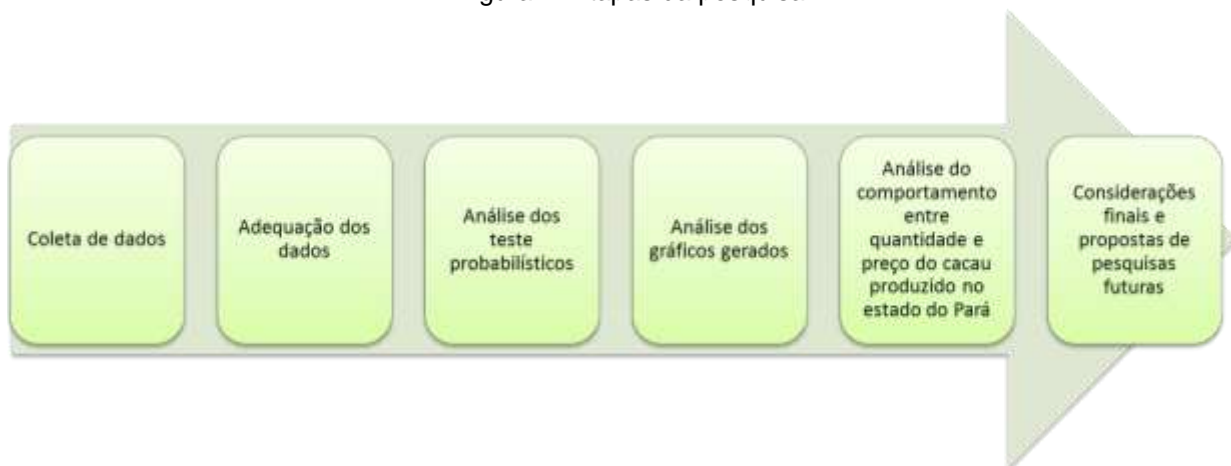 Coleta de dados
Adequação dos
dados
Análise dos
teste
probabilísticos
Análise dos
gráficos gerados
Análise do
comportamento
entre
quantidade e
preço do cacau
produzido no
estado do Pará
Considerações
finais e
propostas de
pesquisas
futuras